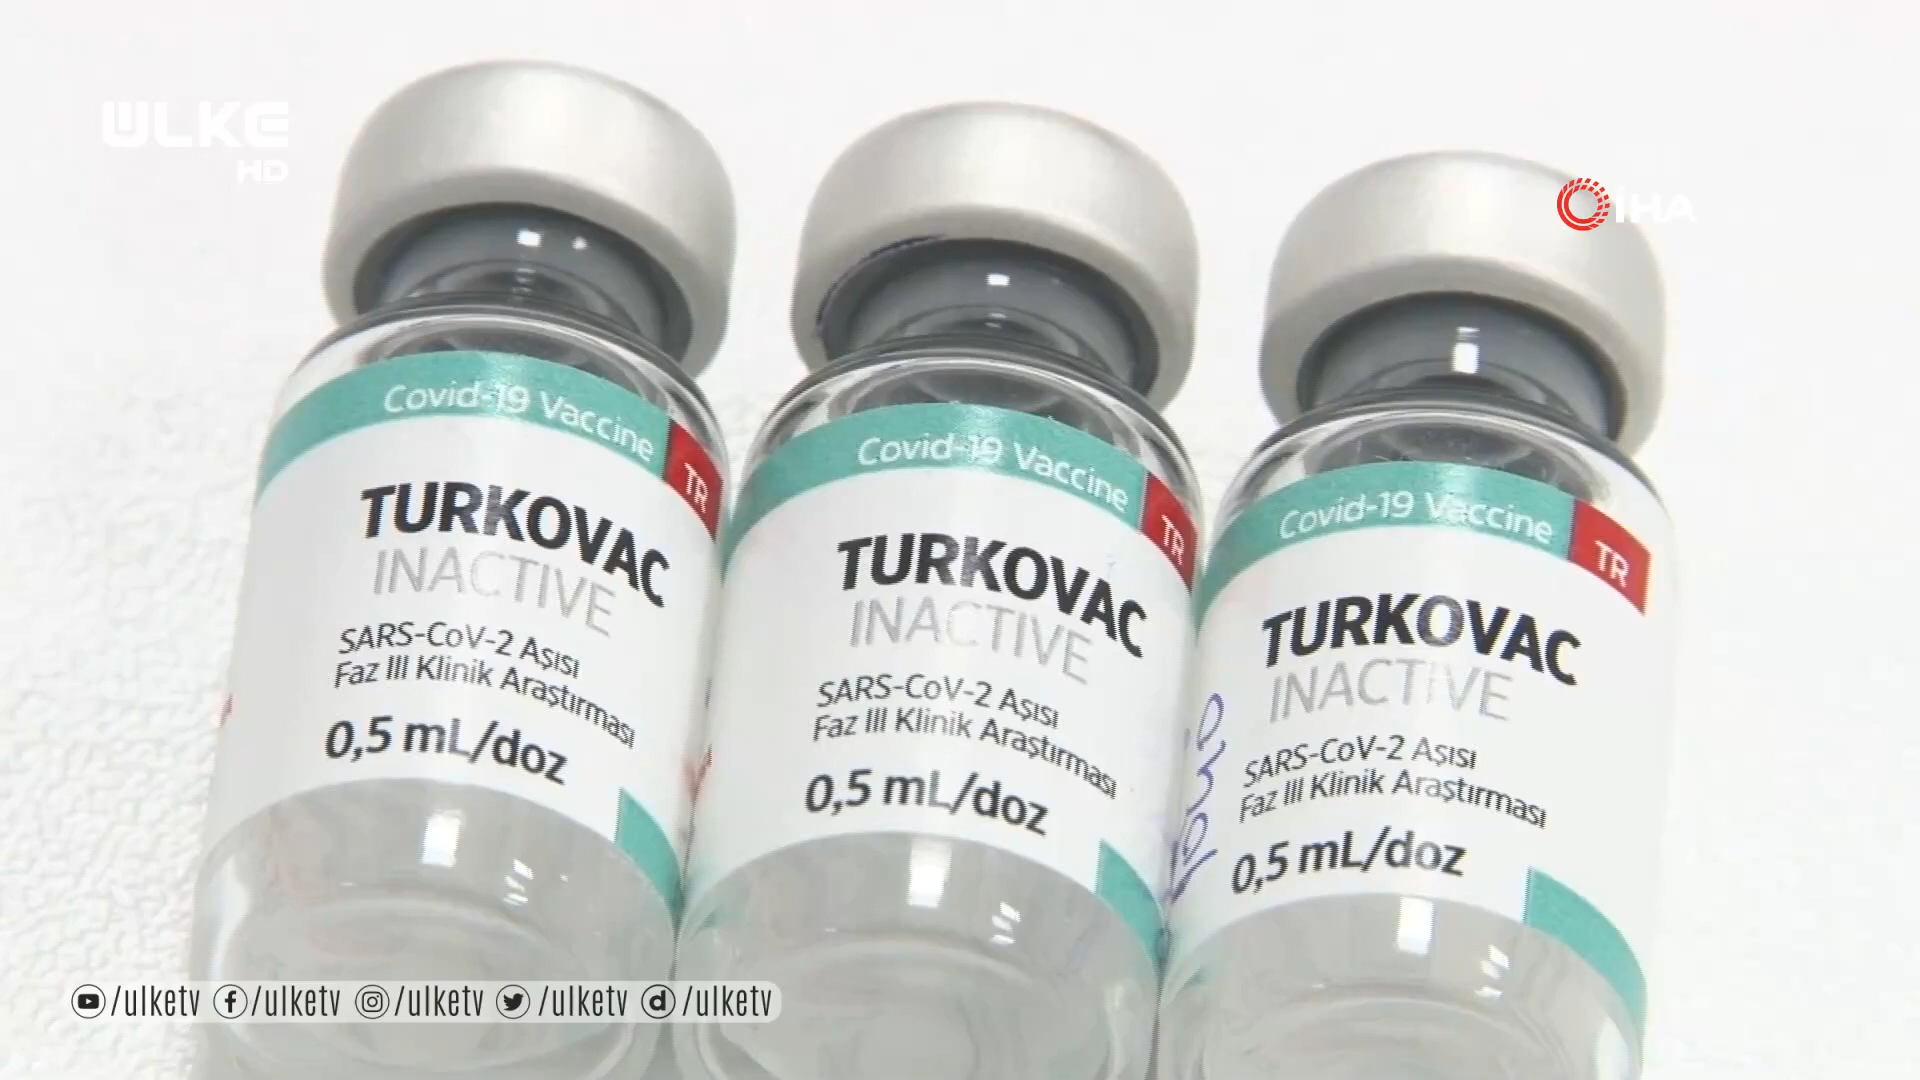 ULKE
HD
İHA
Covid-19 Vaccine
TR
TURKOVAC
INACTIVE
SARS-CoV-2 Aşısı
Faz III Klinik Araştırması
0,5 mL/doz
Covid-19 Vaccine
TR
TURKOVAC
INACTIVE
SARS-CoV-2 Aşısı
Faz III Klinik Araştırması
0,5 mL/doz
Covid-19 Vaccine
TR
TURKOVAC
INACTIVE
SARS-CoV-2 Aşısı
Faz III Klinik Araştırması
0,5 mL/doz
/ulketv /ulketv /ulketv /ulketv /ulketv